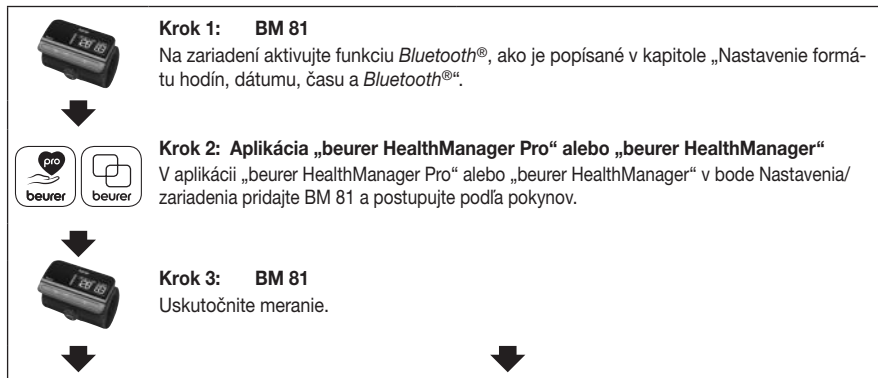 Krok 1: BM 81
Na zariadení aktivujte funkciu Bluetooth®, ako je popísané v kapitole „Nastavenie formá-
tu hodín, dátumu, času a Bluetooth®“.
Krok 2: Aplikácia „beurer HealthManager Pro“ alebo „beurer HealthManager“
pro
beurer
beurer
V aplikácii „beurer HealthManager Pro“ alebo „beurer HealthManager“ v bode Nastavenia/
zariadenia pridajte BM 81 a postupujte podľa pokynov.
Krok 3: BM 81
Uskutočnite meranie.